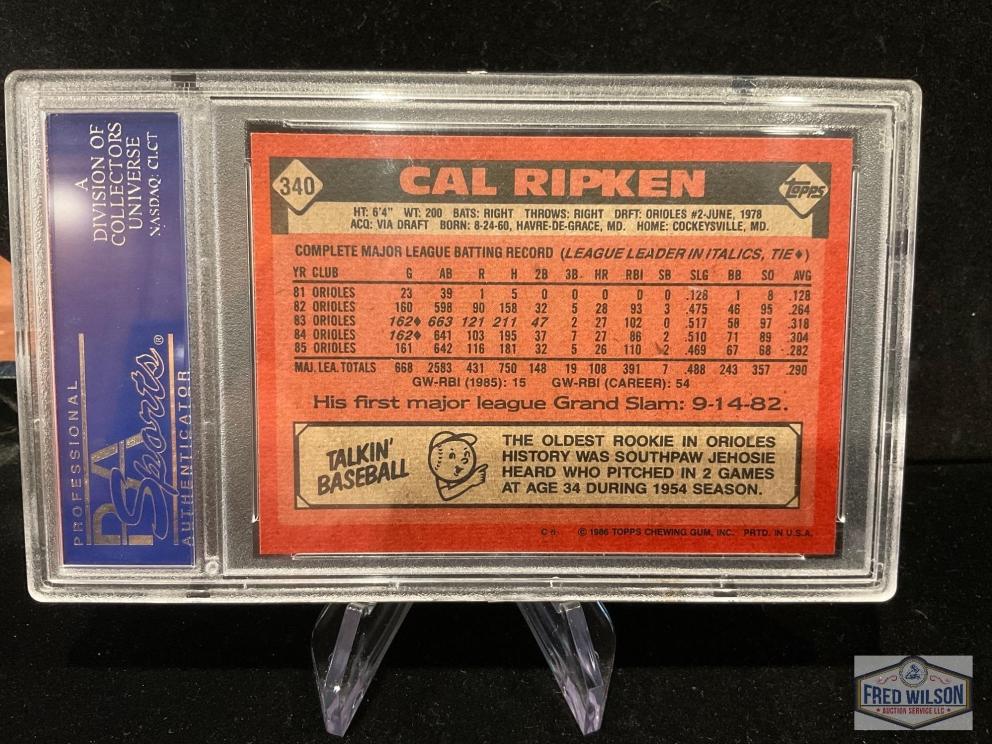 A
DIVISION OF
COLLECTORS
UNIVERSE
NASDAQ: CLCT
PROFESSIONAL
PSA
Sports®
AUTHENTICATOR
340
CAL RIPKEN
Topps
HT: 6'4" WT: 200 BATS: RIGHT THROWS: RIGHT DRFT: ORIOLES #2-JUNE, 1978
ACQ: VIA DRAFT BORN: 8-24-60, HAVRE-DE-GRACE, MD. HOME: COCKEYSVILLE, MD.
COMPLETE MAJOR LEAGUE BATTING RECORD (LEAGUE LEADER IN ITALICS, TIE♦)
YR CLUB G AB R H 2B 3B HR RBI SB SLG BB SO AVG
81 ORIOLES 23 39 1 5 0 0 0 0 0 .128 1 8 .128
82 ORIOLES 160 598 90 158 32 5 28 93 3 .475 46 95 .264
83 ORIOLES 162♦ 663 121 211 47 2 27 102 0 .517 58 97 .318
84 ORIOLES 162♦ 641 103 195 37 7 27 86 2 .510 71 89 .304
85 ORIOLES 161 642 116 181 32 5 26 110 2 .469 67 68 .282
MAJ. LEA. TOTALS 668 2583 431 750 148 19 108 391 7 .488 243 357 .290
GW-RBI (1985): 15 GW-RBI (CAREER): 54
His first major league Grand Slam: 9-14-82.
TALKIN'
BASEBALL
THE OLDEST ROOKIE IN ORIOLES
HISTORY WAS SOUTHPAW JEHOSIE
HEARD WHO PITCHED IN 2 GAMES
AT AGE 34 DURING 1954 SEASON.
© 1986 TOPPS CHEWING GUM, INC. PRTD. IN U.S.A.
FRED WILSON
AUCTION SERVICE LLC